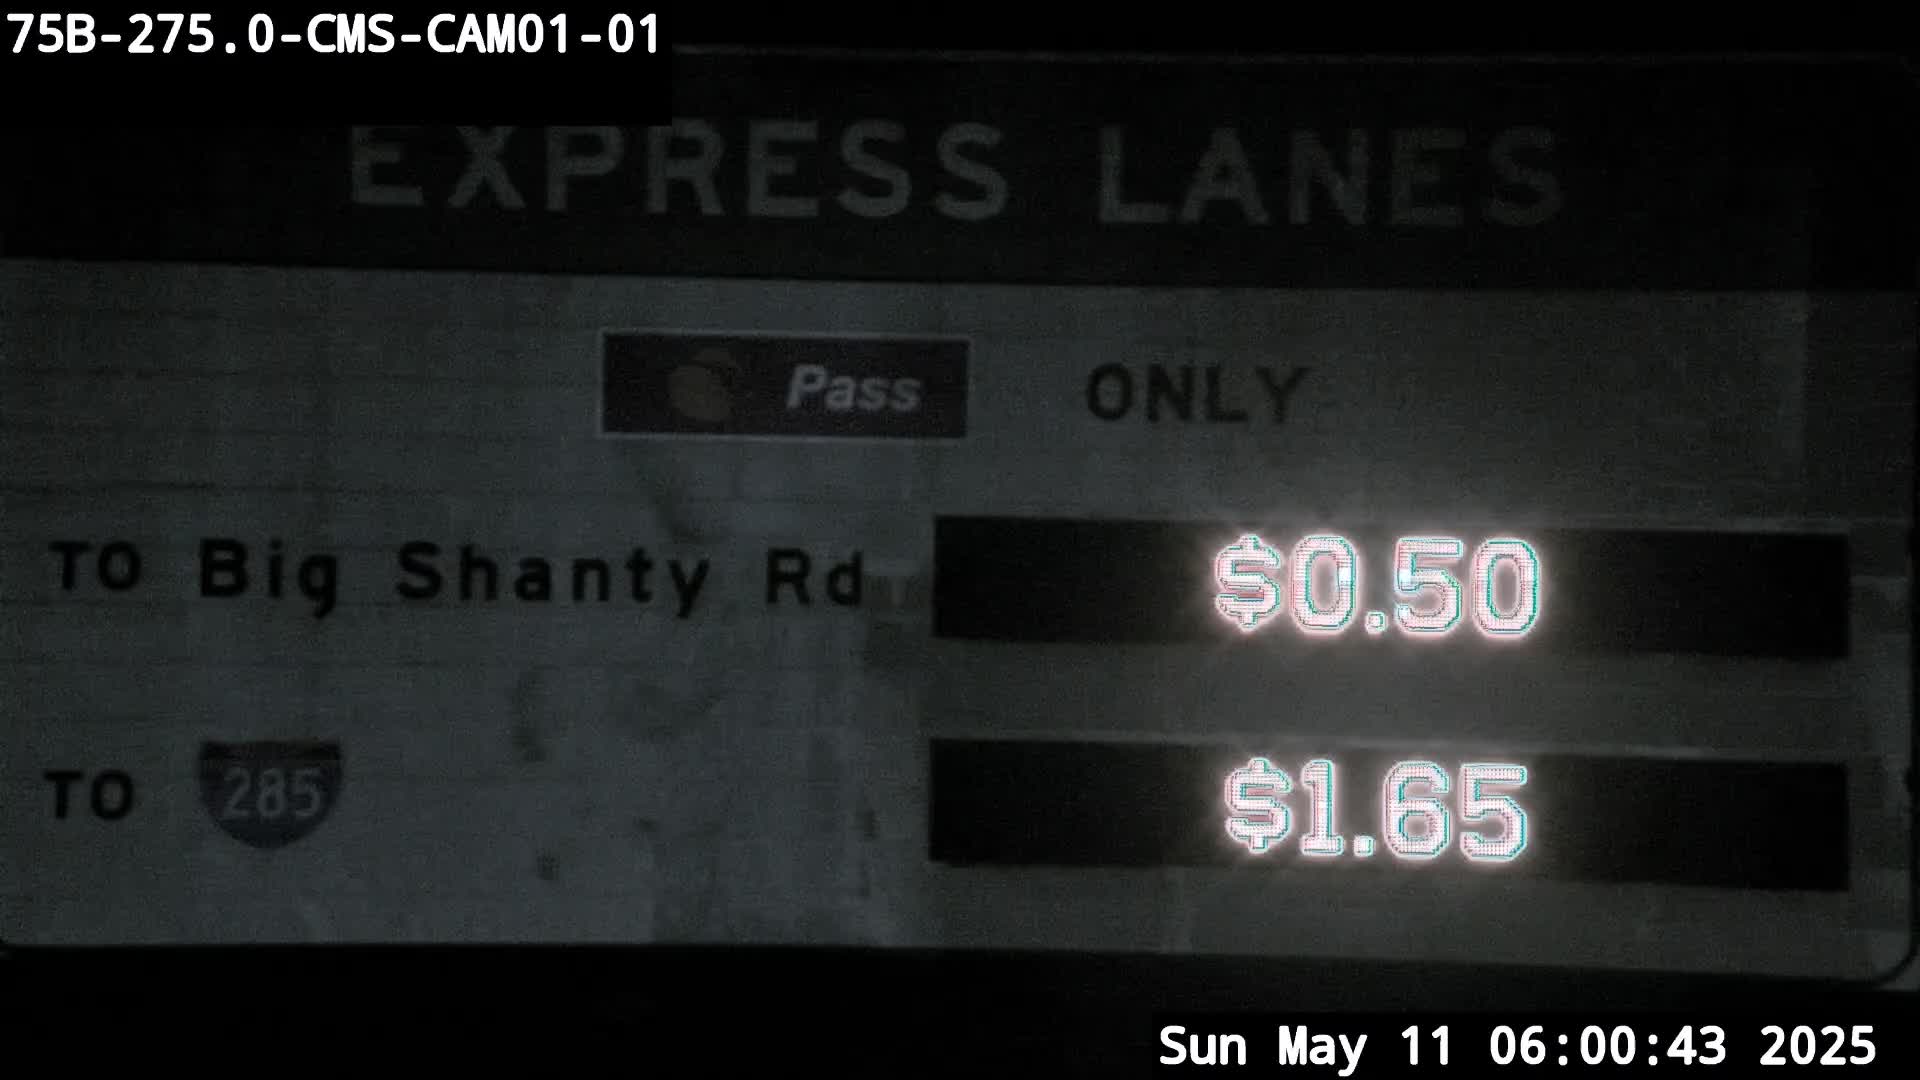 75B-275.0-CMS-CAM01-01
EXPRESS LANES
Pass ONLY
TO Big Shanty Rd $0.50
TO 285 $1.65
Sun May 11 06:00:43 2025